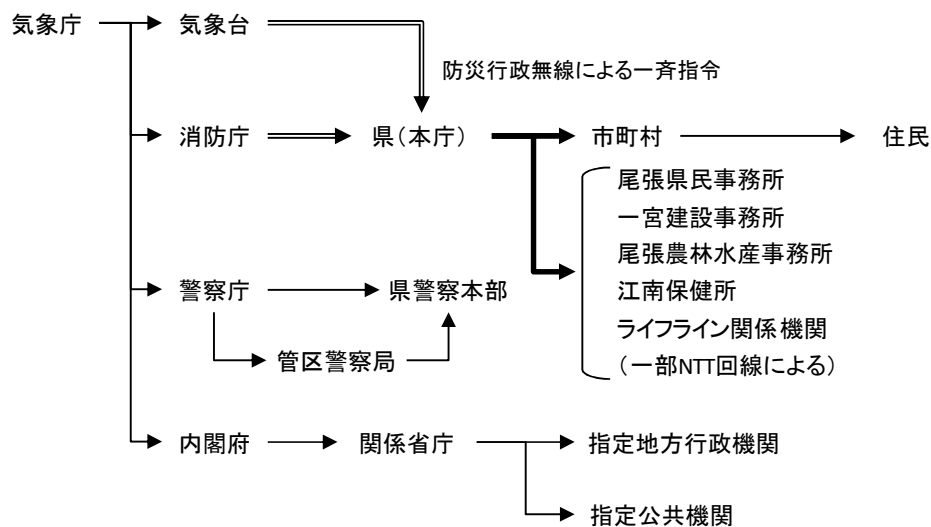 気象庁
気象台
防災行政無線による一斉指令
消防庁
県(本庁)
市町村
住民
尾張県民事務所
一宮建設事務所
尾張農林水産事務所
江南保健所
ライフライン関係機関
(一部NTT回線による)
警察庁
県警察本部
管区警察局
内閣府
関係省庁
指定地方行政機関
指定公共機関